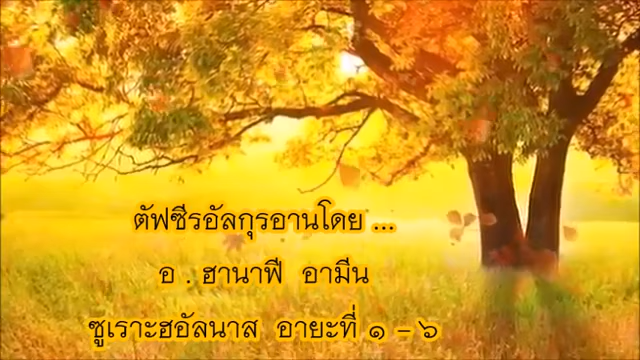 ตัฟซีรอัลกุรอานโดย ...
อ . ฮานาฟี อามีน
ซูเราะฮอัลนาส อายะที่ ๑ - ๖